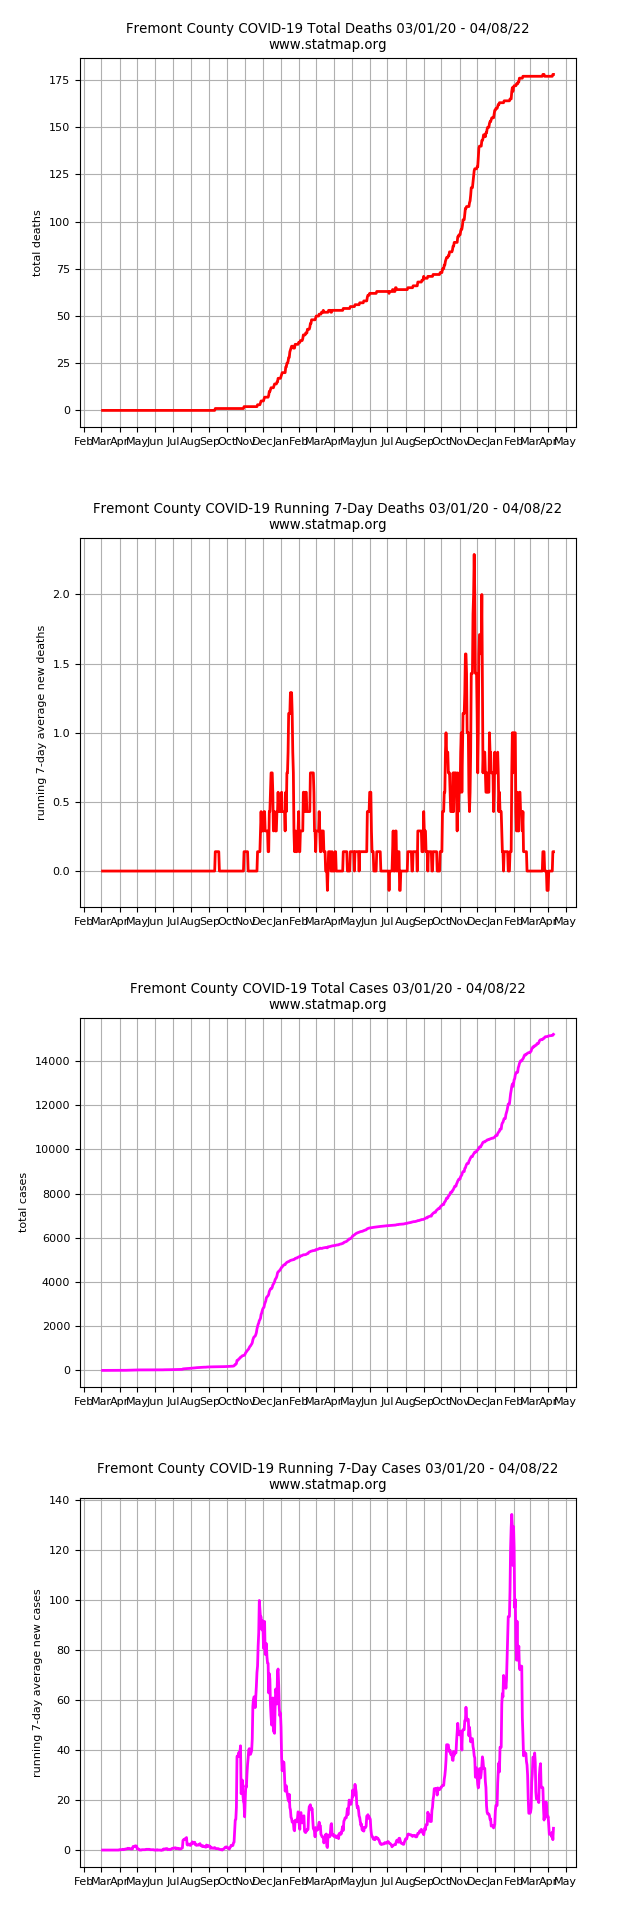 Fremont County COVID-19 Total Deaths 03/01/20 - 04/08/22
www.statmap.org
175
150
125
100
75
50
25
0
total deaths
Feb Mar Apr May Jun Jul Aug Sep Oct Nov Dec Jan Feb Mar Apr May Jun Jul Aug Sep Oct Nov Dec Jan Feb Mar Apr May
Fremont County COVID-19 Running 7-Day Deaths 03/01/20 - 04/08/22
www.statmap.org
2.0
1.5
1.0
0.5
0.0
running 7-day average new deaths
Feb Mar Apr May Jun Jul Aug Sep Oct Nov Dec Jan Feb Mar Apr May Jun Jul Aug Sep Oct Nov Dec Jan Feb Mar Apr May
Fremont County COVID-19 Total Cases 03/01/20 - 04/08/22
www.statmap.org
14000
12000
10000
8000
6000
4000
2000
0
total cases
Feb Mar Apr May Jun Jul Aug Sep Oct Nov Dec Jan Feb Mar Apr May Jun Jul Aug Sep Oct Nov Dec Jan Feb Mar Apr May
Fremont County COVID-19 Running 7-Day Cases 03/01/20 - 04/08/22
www.statmap.org
140
120
100
80
60
40
20
0
running 7-day average new cases
Feb Mar Apr May Jun Jul Aug Sep Oct Nov Dec Jan Feb Mar Apr May Jun Jul Aug Sep Oct Nov Dec Jan Feb Mar Apr May